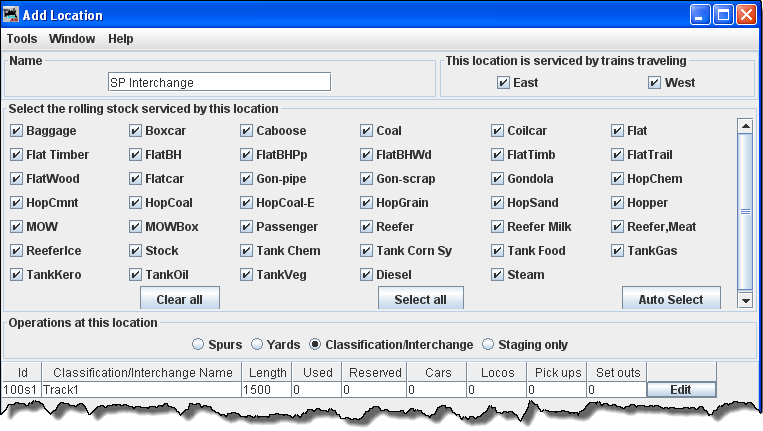 Add Location
Tools Window Help
Name This location is serviced by trains traveling
SP Interchange East West
Select the rolling stock serviced by this location
Baggage Boxcar Caboose Coal Coilcar Flat
Flat Timber FlatBH FlatBHPp FlatBHWd FlatTimb FlatTrail
FlatWood Flatcar Gon-pipe Gon-scrap Gondola HopChem
HopCmnt HopCoal HopCoal-E HopGrain HopSand Hopper
MOW MOWBox Passenger Reefer Reefer Milk Reefer,Meat
ReeferIce Stock Tank Chem Tank Corn Sy Tank Food TankGas
TankKero TankOil TankVeg Diesel Steam
Clear all Select all Auto Select
Operations at this location
Spurs Yards Classification/Interchange Staging only
Id Classification/Interchange Name Length Used Reserved Cars Locos Pick ups Set outs
100s1 Track1 1500 0 0 0 0 0 0 Edit